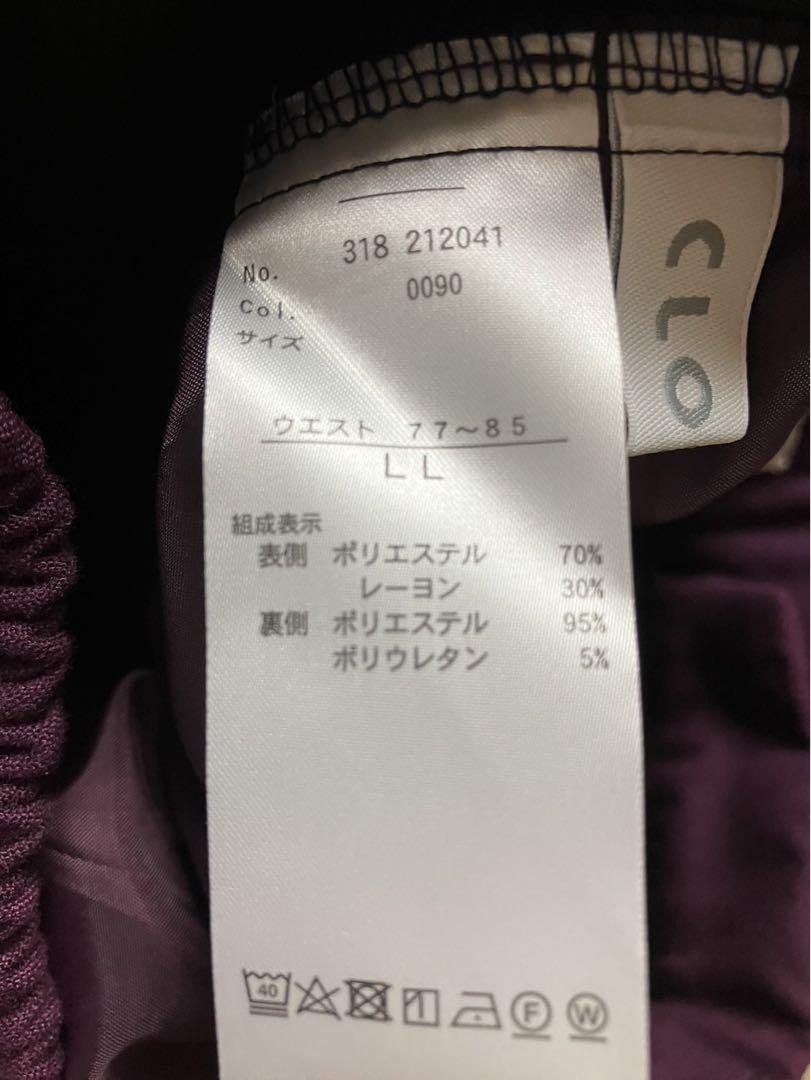 No. 318 212041
Col. 0090
サイズ
ウエスト 77～85
LL
組成表示
表側 ポリエステル 70%
レーヨン 30%
裏側 ポリエステル 95%
ポリウレタン 5%
40
F
W
CLO